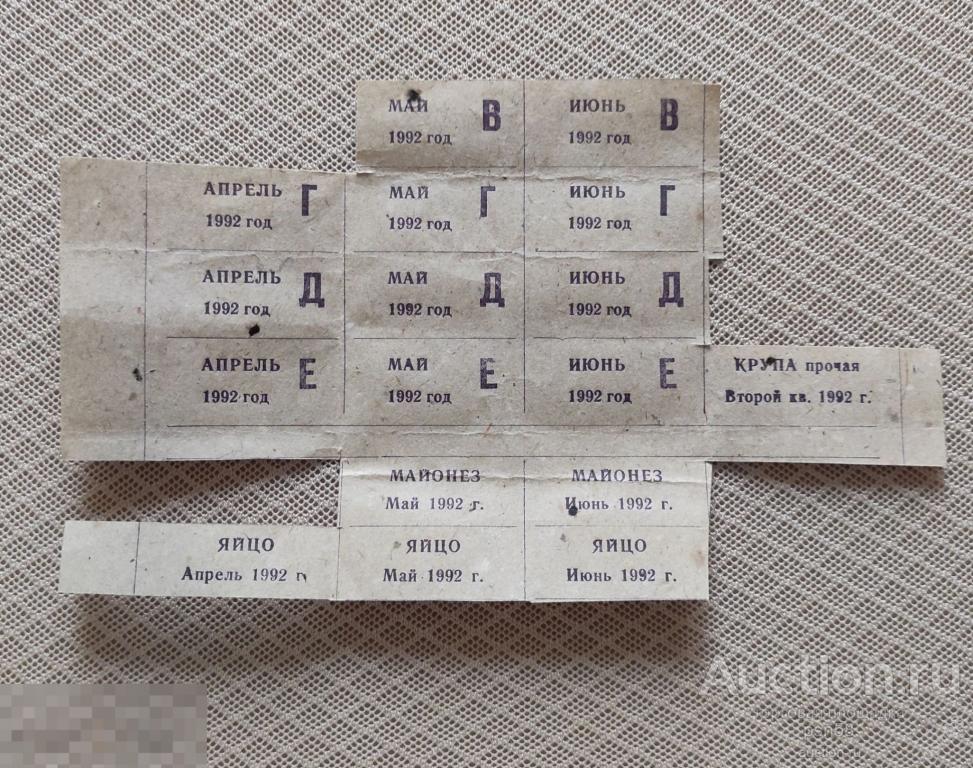 МАЙ В ИЮНЬ В
1992 год 1992 год
АПРЕЛЬ Г МАЙ Г ИЮНЬ Г
1992 год 1992 год 1992 год
АПРЕЛЬ Д МАЙ Д ИЮНЬ Д
1992 год 1992 год 1992 год
АПРЕЛЬ Е МАЙ Е ИЮНЬ Е КРУПА прочая
1992 год 1992 год 1992 год Второй кв. 1992 г.
МАЙОНЕЗ МАЙОНЕЗ
Май 1992 г. Июнь 1992 г.
ЯЙЦО ЯЙЦО ЯЙЦО
Апрель 1992 г. Май 1992 г. Июнь 1992 г.
Auction.ru
auction.ru